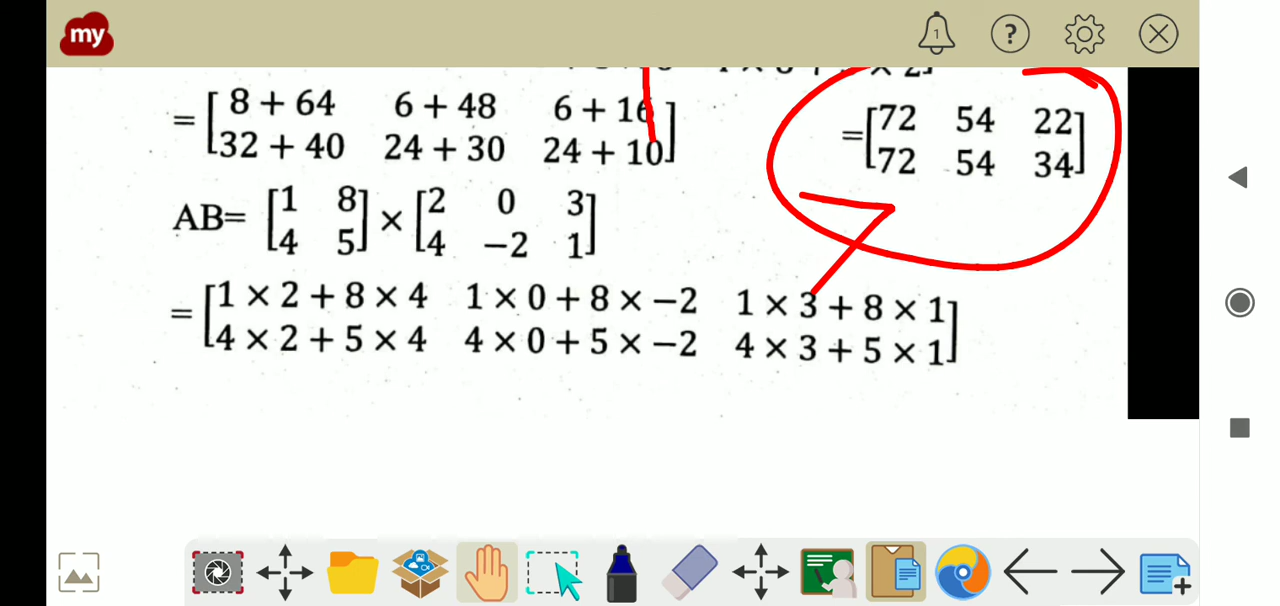 my
1
?
= [8 + 64 6 + 48 6 + 16
32 + 40 24 + 30 24 + 10]
= [72 54 22
72 54 34]
AB= [1 8
4 5] × [2 0 3
4 −2 1]
= [1 × 2 + 8 × 4 1 × 0 + 8 × −2 1 × 3 + 8 × 1
4 × 2 + 5 × 4 4 × 0 + 5 × −2 4 × 3 + 5 × 1]